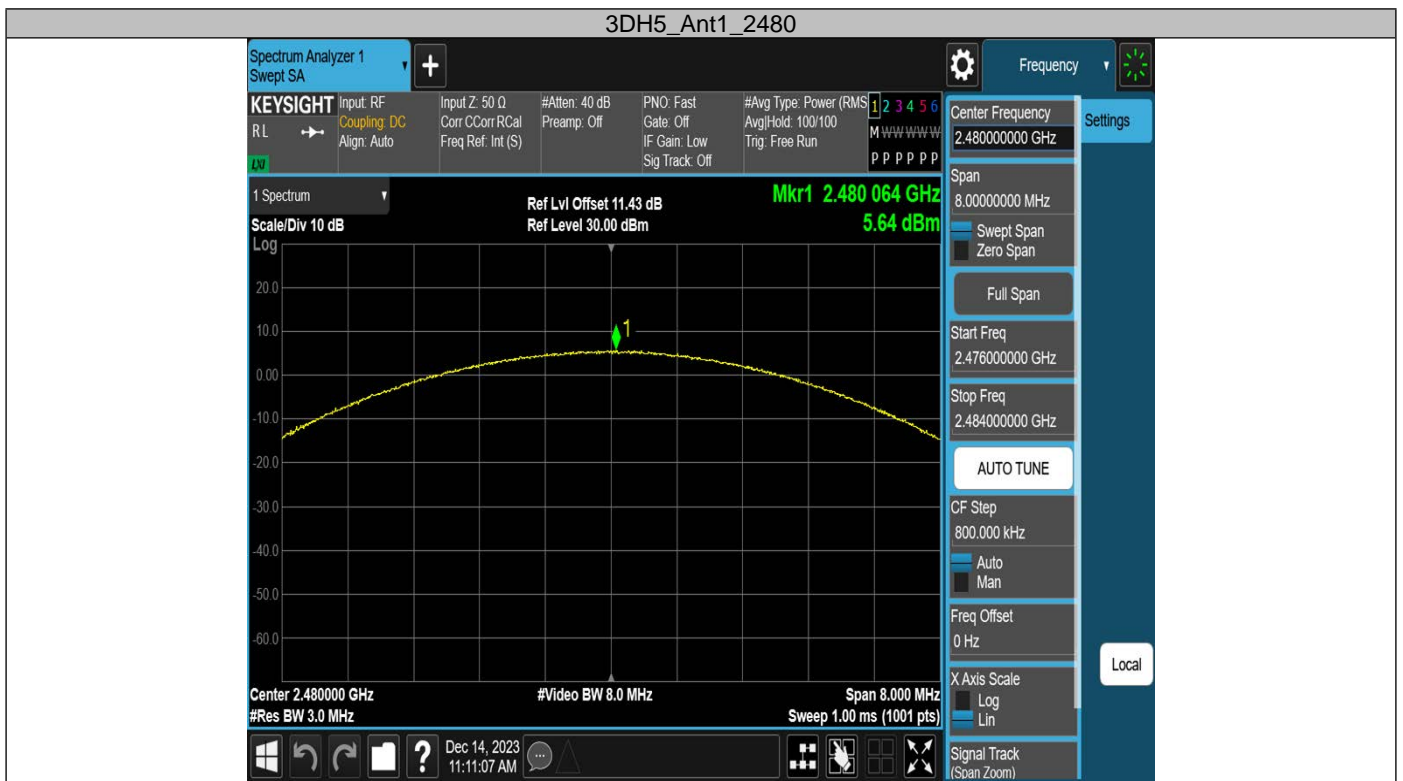 3DH5_Ant1_2480
Spectrum Analyzer 1
Swept SA
+
Frequency
KEYSIGHT
RL
LXI
Input: RF
Coupling: DC
Align: Auto
Input Z: 50 Ω
Corr CCorr RCal
Freq Ref: Int (S)
#Atten: 40 dB
Preamp: Off
PNO: Fast
Gate: Off
IF Gain: Low
Sig Track: Off
#Avg Type: Power (RMS
Avg|Hold: 100/100
Trig: Free Run
1 2 3 4 5 6
M W W W W W
P P P P P P
1 Spectrum
Scale/Div 10 dB
Log
Ref Lvl Offset 11.43 dB
Ref Level 30.00 dBm
Mkr1 2.480 064 GHz
5.64 dBm
1
20.0
10.0
0.00
-10.0
-20.0
-30.0
-40.0
-50.0
-60.0
Center 2.48000 GHz
#Res BW 3.0 MHz
#Video BW 8.0 MHz
Span 8.000 MHz
Sweep 1.00 ms (1001 pts)
Center Frequency
2.480000000 GHz
Settings
Span
8.00000000 MHz
Swept Span
Zero Span
Full Span
Start Freq
2.476000000 GHz
Stop Freq
2.484000000 GHz
AUTO TUNE
CF Step
800.000 kHz
Auto
Man
Freq Offset
0 Hz
Local
X Axis Scale
Log
Lin
Signal Track
(Span Zoom)
?
Dec 14, 2023
11:11:07 AM